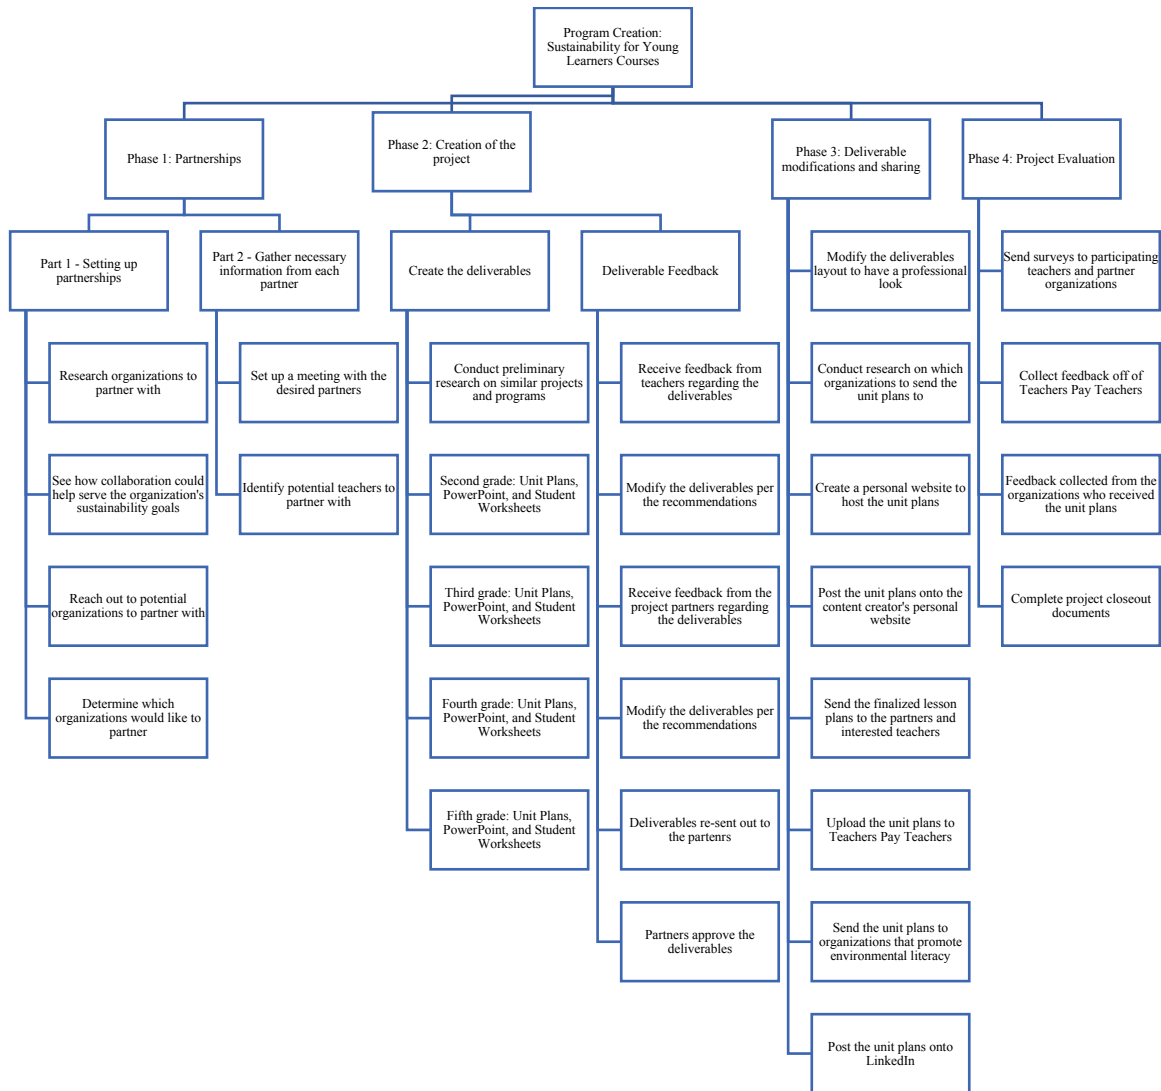 Program Creation:
Sustainability for Young
Learners Courses
Phase 1: Partnerships
Part 1 - Setting up
partnerships
Research organizations to
partner with
See how collaboration could
help serve the organization's
sustainability goals
Reach out to potential
organizations to partner with
Determine which
organizations would like to
partner
Part 2 - Gather necessary
information from each
partner
Set up a meeting with the
desired partners
Identify potential teachers to
partner with
Phase 2: Creation of the
project
Create the deliverables
Conduct preliminary
research on similar projects
and programs
Second grade: Unit Plans,
PowerPoint, and Student
Worksheets
Third grade: Unit Plans,
PowerPoint, and Student
Worksheets
Fourth grade: Unit Plans,
PowerPoint, and Student
Worksheets
Fifth grade: Unit Plans,
PowerPoint, and Student
Worksheets
Deliverable Feedback
Receive feedback from
teachers regarding the
deliverables
Modify the deliverables per
the recommendations
Receive feedback from the
project partners regarding
the deliverables
Modify the deliverables per
the recommendations
Deliverables re-sent out to
the partenrs
Partners approve the
deliverables
Phase 3: Deliverable
modifications and sharing
Modify the deliverables
layout to have a professional
look
Conduct research on which
organizations to send the
unit plans to
Create a personal website to
host the unit plans
Post the unit plans onto the
content creator's personal
website
Send the finalized lesson
plans to the partners and
interested teachers
Upload the unit plans to
Teachers Pay Teachers
Send the unit plans to
organizations that promote
environmental literacy
Post the unit plans onto
LinkedIn
Phase 4: Project Evaluation
Send surveys to participating
teachers and partner
organizations
Collect feedback off of
Teachers Pay Teachers
Feedback collected from the
organizations who received
the unit plans
Complete project closeout
documents